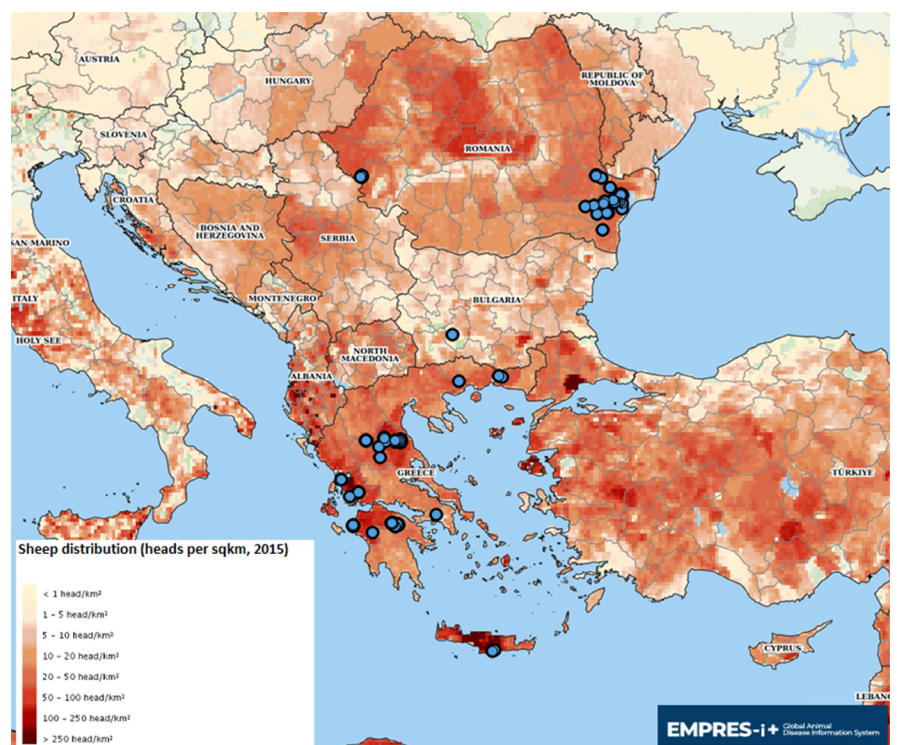 AUSTRIA
HUNGARY
REPUBLIC OF
MOLDOVA
SLOVENIA
ROMANIA
CROATIA
BOSNIA AND
HERZEGOVINA
SERBIA
SAN MARINO
ITALY
MONTENEGRO
BULGARIA
HOLY SEE
NORTH
MACEDONIA
ALBANIA
GREECE
TÜRKIYE
Sheep distribution (heads per sqkm, 2015)
< 1 head/km²
1 – 5 head/km²
5 – 10 head/km²
10 – 20 head/km²
20 – 50 head/km²
50 – 100 head/km²
100 – 250 head/km²
> 250 head/km²
CYPRUS
LEBAN
EMPRES-i+
Global Animal
Disease Information System